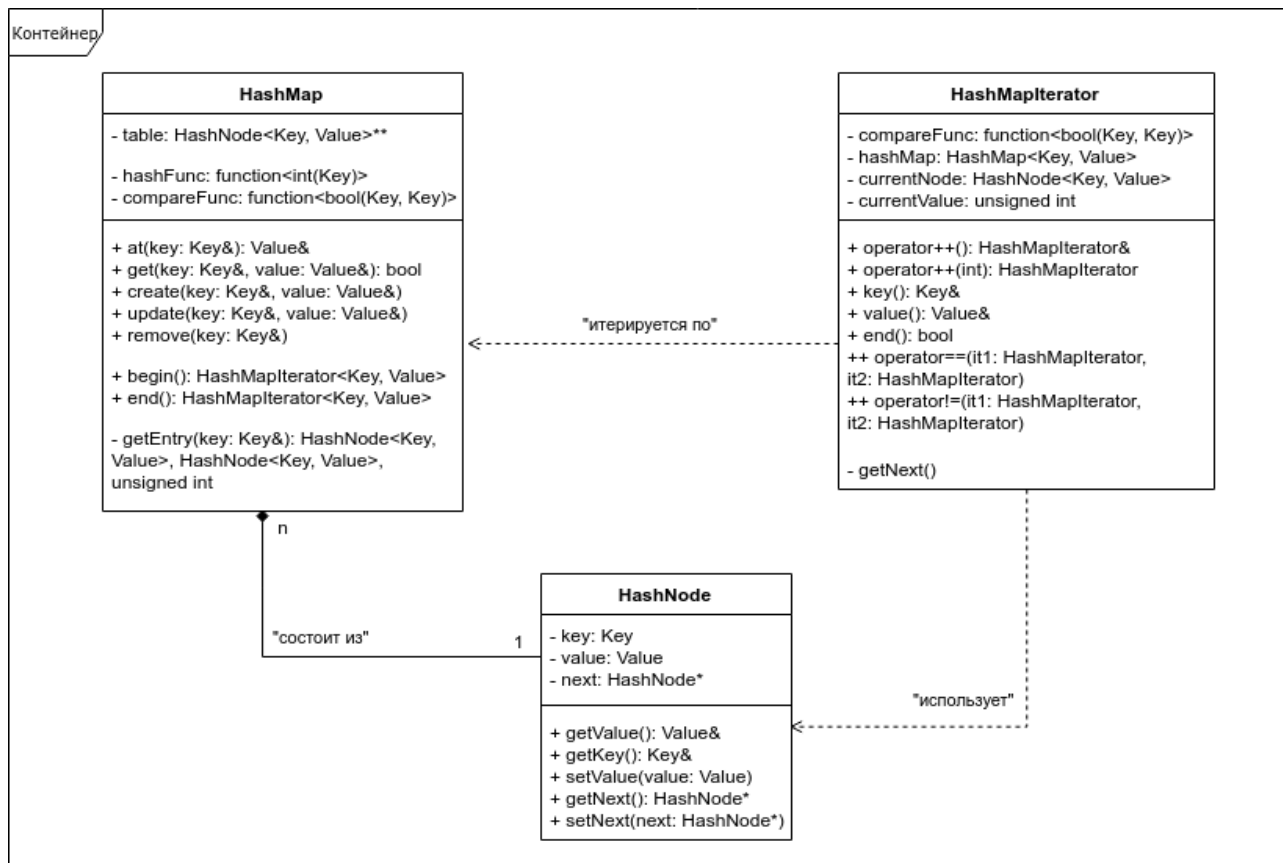 Контейнер
HashMap
- table: HashNode<Key, Value>**
- hashFunc: function<int(Key)>
- compareFunc: function<bool(Key, Key)>
+ at(key: Key&): Value&
+ get(key: Key&, value: Value&): bool
+ create(key: Key&, value: Value&)
+ update(key: Key&, value: Value&)
+ remove(key: Key&)
+ begin(): HashMapIterator<Key, Value>
+ end(): HashMapIterator<Key, Value>
- getEntry(key: Key&): HashNode<Key,
Value>, HashNode<Key, Value>,
unsigned int
HashMapIterator
- compareFunc: function<bool(Key, Key)>
- hashMap: HashMap<Key, Value>
- currentNode: HashNode<Key, Value>
- currentValue: unsigned int
+ operator++(): HashMapIterator&
+ operator++(int): HashMapIterator
+ key(): Key&
+ value(): Value&
+ end(): bool
++ operator==(it1: HashMapIterator,
it2: HashMapIterator)
++ operator!=(it1: HashMapIterator,
it2: HashMapIterator)
- getNext()
"итерируется по"
n
"состоит из"
1
HashNode
- key: Key
- value: Value
- next: HashNode*
+ getValue(): Value&
+ getKey(): Key&
+ setValue(value: Value)
+ getNext(): HashNode*
+ setNext(next: HashNode*)
"использует"